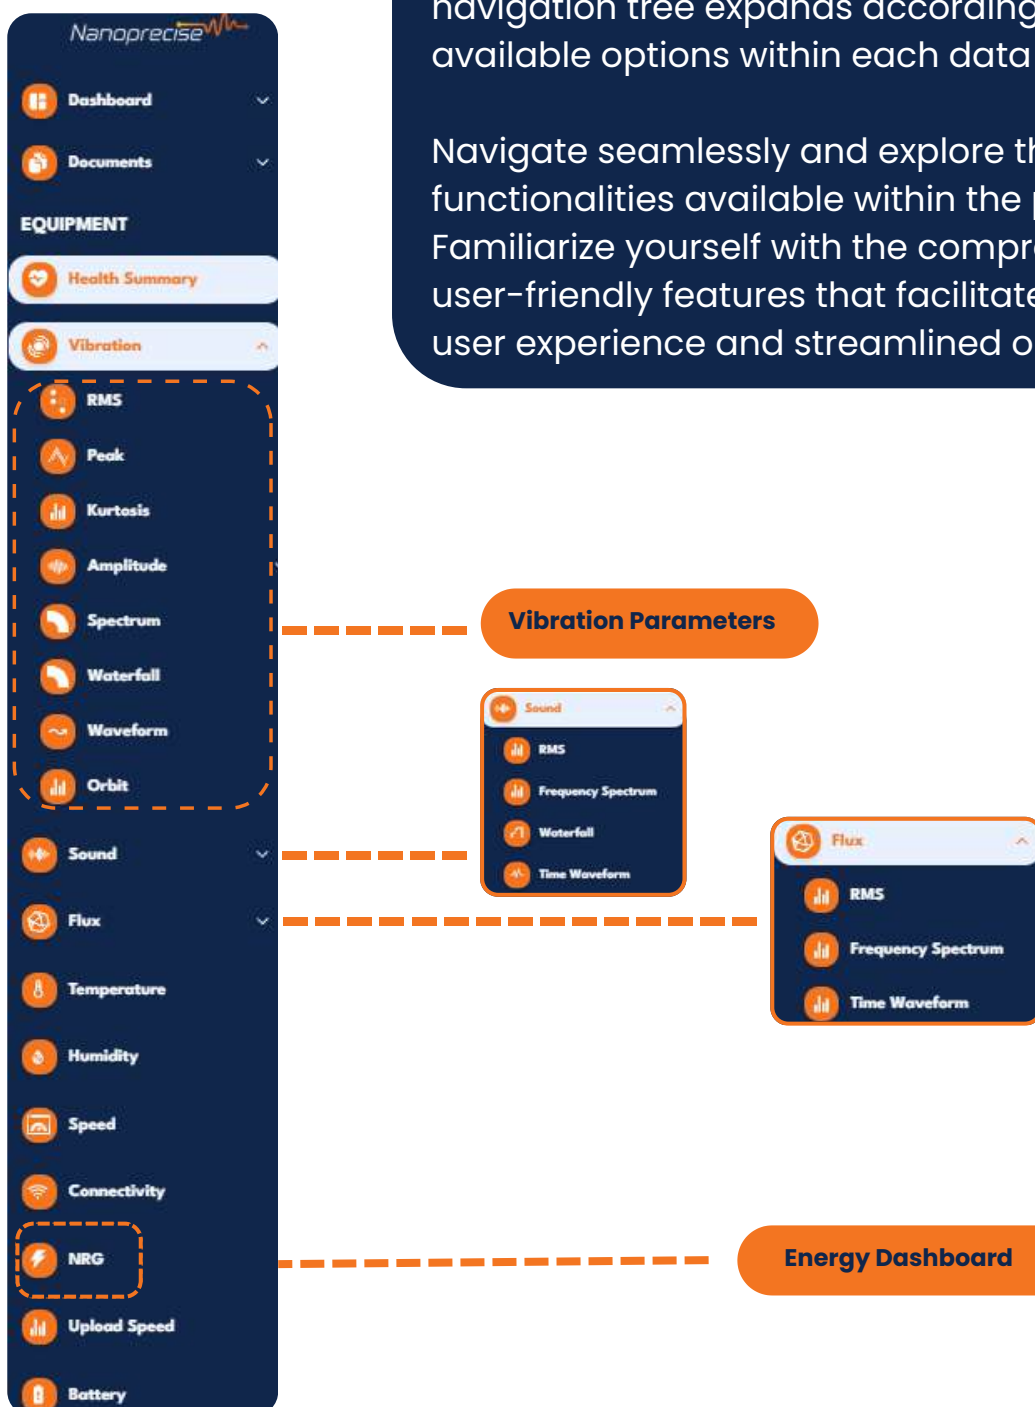 Nanoprecise
Dashboard
Documents
EQUIPMENT
Health Summary
Vibration
RMS
Peak
Kurtosis
Amplitude
Spectrum
Waterfall
Waveform
Orbit
Sound
Flux
Temperature
Humidity
Speed
Connectivity
NRG
Upload Speed
Battery
navigation tree expands according
available options within each data
Navigate seamlessly and explore th
functionalities available within the p
Familiarize yourself with the compre
user-friendly features that facilitate
user experience and streamlined o
Vibration Parameters
Sound
RMS
Frequency Spectrum
Waterfall
Time Waveform
Flux
RMS
Frequency Spectrum
Time Waveform
Energy Dashboard